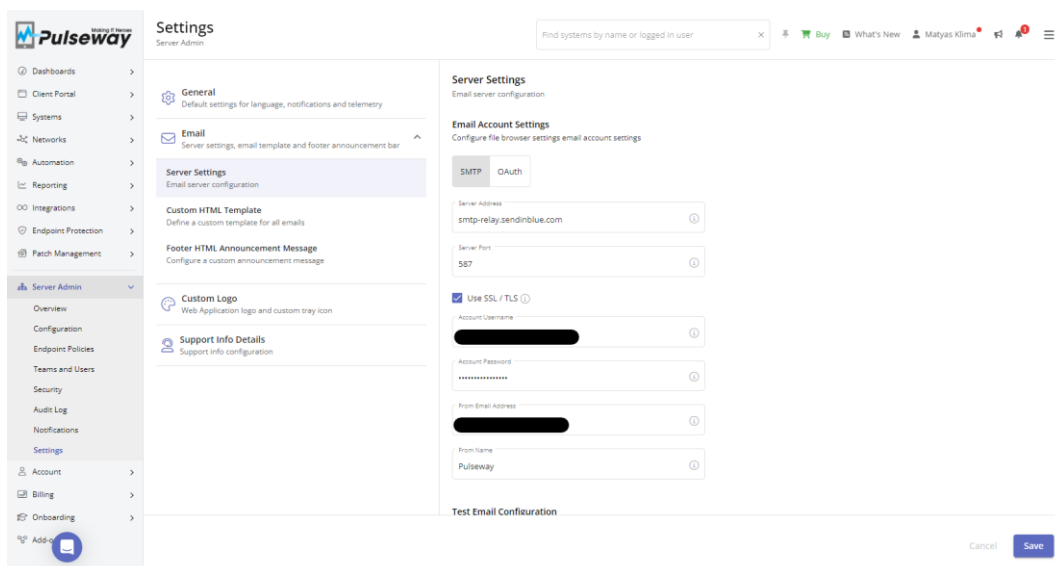 Making IT Heroes
Pulseway
Settings
Server Admin
Find systems by name or logged in user
Buy
What's New
Matyas Klima
1
Dashboards
Client Portal
Systems
Networks
Automation
Reporting
Integrations
Endpoint Protection
Patch Management
Server Admin
Overview
Configuration
Endpoint Policies
Teams and Users
Security
Audit Log
Notifications
Settings
Account
Billing
Onboarding
Add-o
General
Default settings for language, notifications and telemetry
Email
Server settings, email template and footer announcement bar
Server Settings
Email server configuration
Custom HTML Template
Define a custom template for all emails
Footer HTML Announcement Message
Configure a custom announcement message
Custom Logo
Web Application logo and custom tray icon
Support Info Details
Support info configuration
Server Settings
Email server configuration
Email Account Settings
Configure file browser settings email account settings
SMTP OAuth
Server Address
smtp-relay.sendinblue.com
Server Port
587
Use SSL / TLS
Account Username
Account Password
••••••••••••••••
From Email Address
From Name
Pulseway
Test Email Configuration
Cancel Save